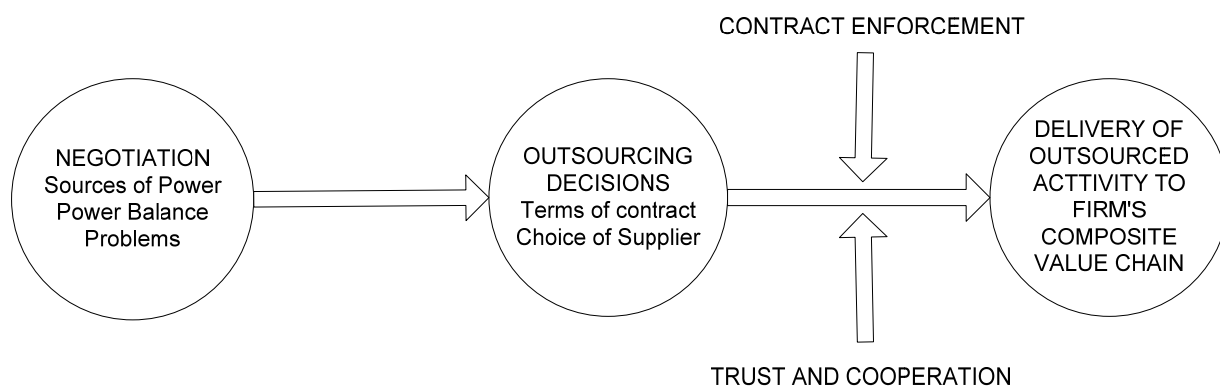 CONTRACT ENFORCEMENT
NEGOTIATION
Sources of Power
Power Balance
Problems
OUTSOURCING
DECISIONS
Terms of contract
Choice of Supplier
DELIVERY OF
OUTSOURCED
ACTTIVITY TO
FIRM'S
COMPOSITE
VALUE CHAIN
TRUST AND COOPERATION